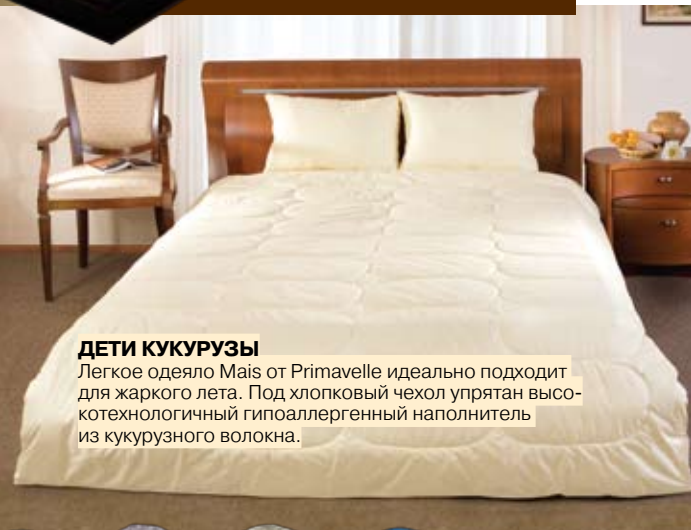 ДЕТИ КУКУРУЗЫ
Легкое одеяло Mais от Primavelle идеально подходит
для жаркого лета. Под хлопковый чехол упрятан высо-
котехнологичный гипоаллергенный наполнитель
из кукурузного волокна.